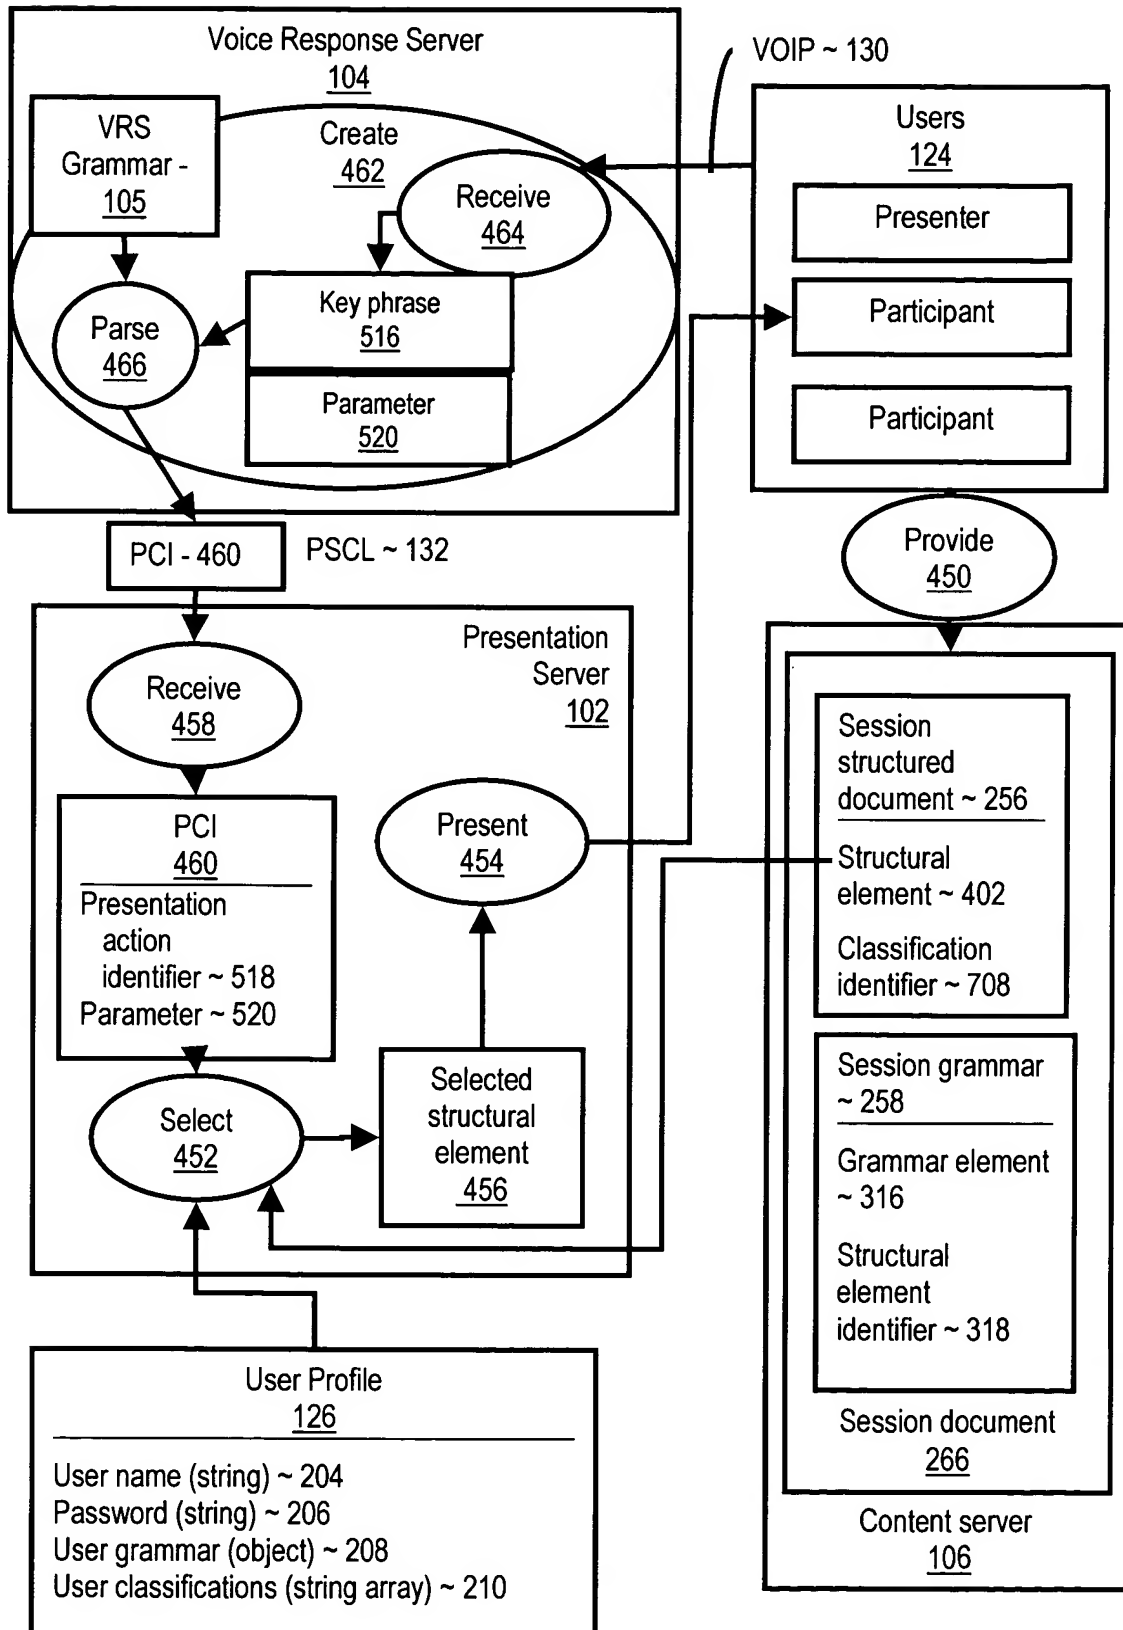 Voice Response Server
104
VRS
Grammar -
105
Create
462
Receive
464
Key phrase
516
Parse
466
Parameter
520
VOIP ~ 130
Users
124
Presenter
Participant
Participant
Provide
450
PCI - 460
PSCL ~ 132
Presentation
Server
102
Receive
458
PCI
460
Presentation
action
identifier ~ 518
Parameter ~ 520
Present
454
Select
452
Selected
structural
element
456
Session
structured
document ~ 256
Structural
element ~ 402
Classification
identifier ~ 708
Session grammar
~ 258
Grammar element
~ 316
Structural
element
identifier ~ 318
Session document
266
Content server
106
User Profile
126
User name (string) ~ 204
Password (string) ~ 206
User grammar (object) ~ 208
User classifications (string array) ~ 210